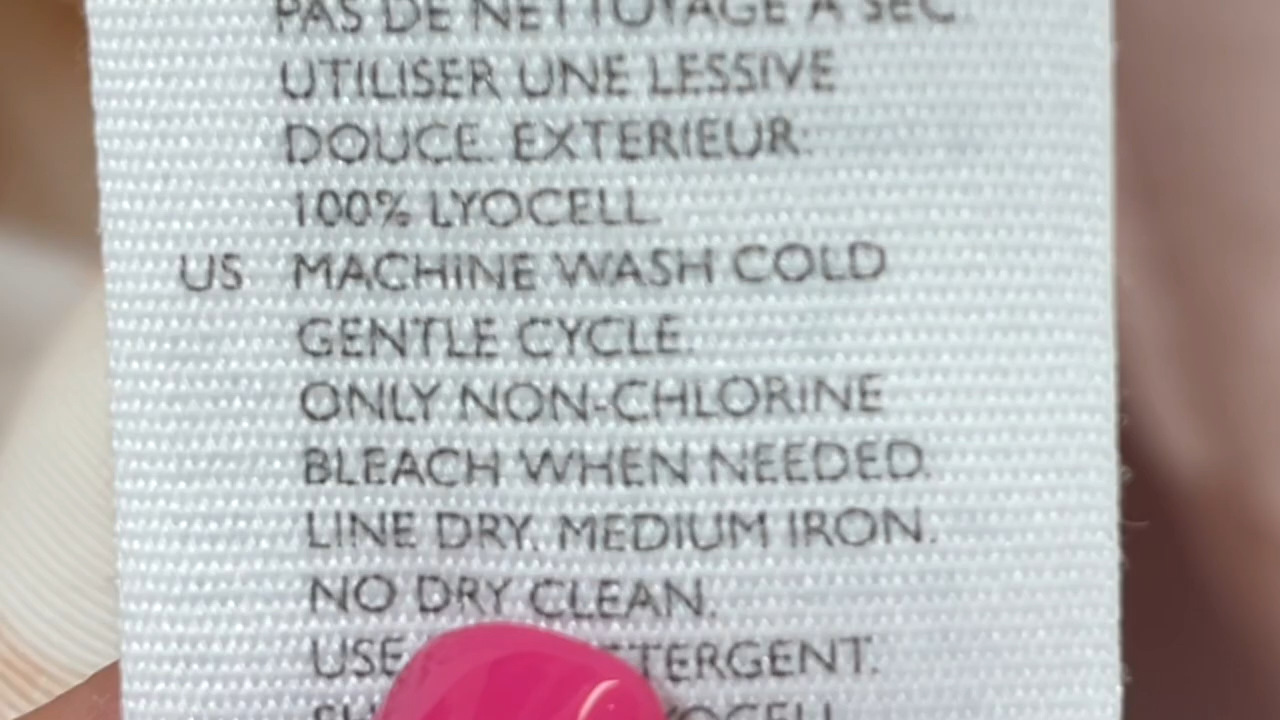 PAS DE NETTOYAGE A SEC.
UTILISER UNE LESSIVE
DOUCE. EXTERIEUR:
100% LYOCELL.
US MACHINE WASH COLD
GENTLE CYCLE.
ONLY NON-CHLORINE
BLEACH WHEN NEEDED.
LINE DRY. MEDIUM IRON.
NO DRY CLEAN.
USE